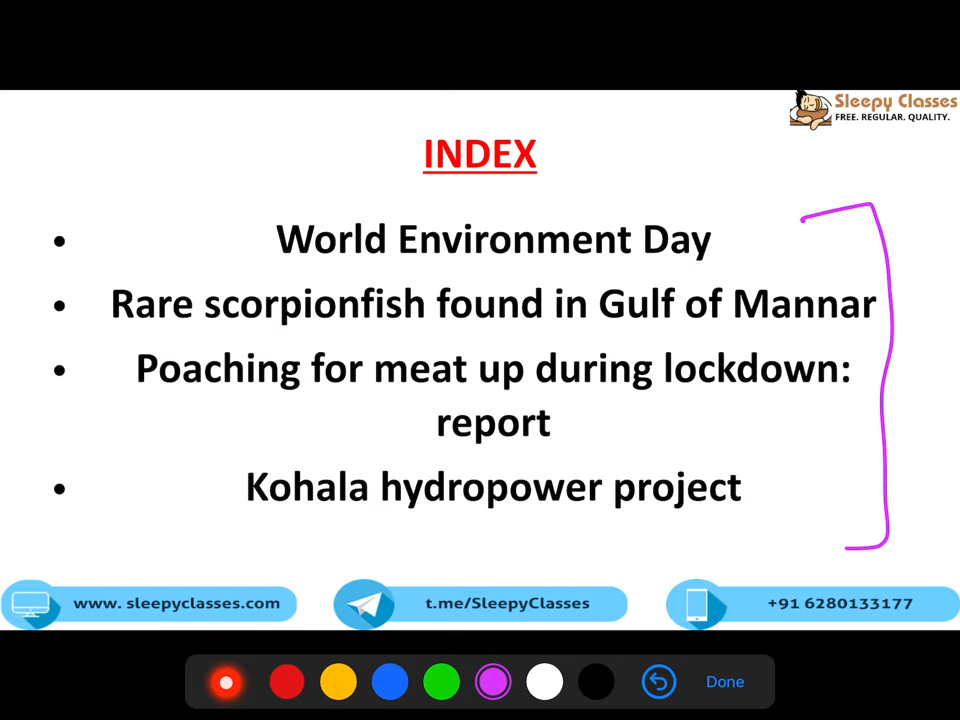 Sleepy Classes
FREE. REGULAR. QUALITY.
INDEX
• World Environment Day
• Rare scorpionfish found in Gulf of Mannar
• Poaching for meat up during lockdown:
report
• Kohala hydropower project
www. sleepyclasses.com
t.me/SleepyClasses
+91 6280133177
Done